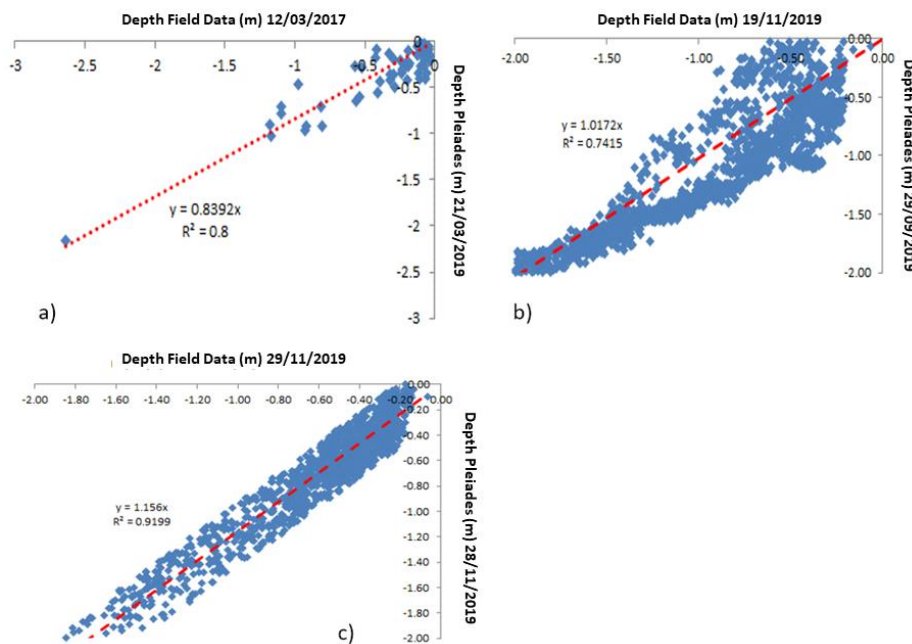 Depth Field Data (m) 12/03/2017
-3 -2.5 -2 -1.5 -1 -0.5 0
0
-0.5
-1
-1.5
-2
-2.5
-3
Depth Pleiades (m) 21/03/2019
y = 0.8392x
R² = 0.8
a)
Depth Field Data (m) 19/11/2019
-2.00 -1.50 -1.00 -0.50 0.00
0.00
-0.50
-1.00
-1.50
-2.00
Depth Pleiades (m) 25/09/2019
y = 1.0172x
R² = 0.7415
b)
Depth Field Data (m) 29/11/2019
-2.00 -1.80 -1.60 -1.40 -1.20 -1.00 -0.80 -0.60 -0.40 -0.20 0.00
0.00
-0.20
-0.40
-0.60
-0.80
-1.00
-1.20
-1.40
-1.60
-1.80
-2.00
Depth Pleiades (m) 28/11/2019
y = 1.156x
R² = 0.9199
c)